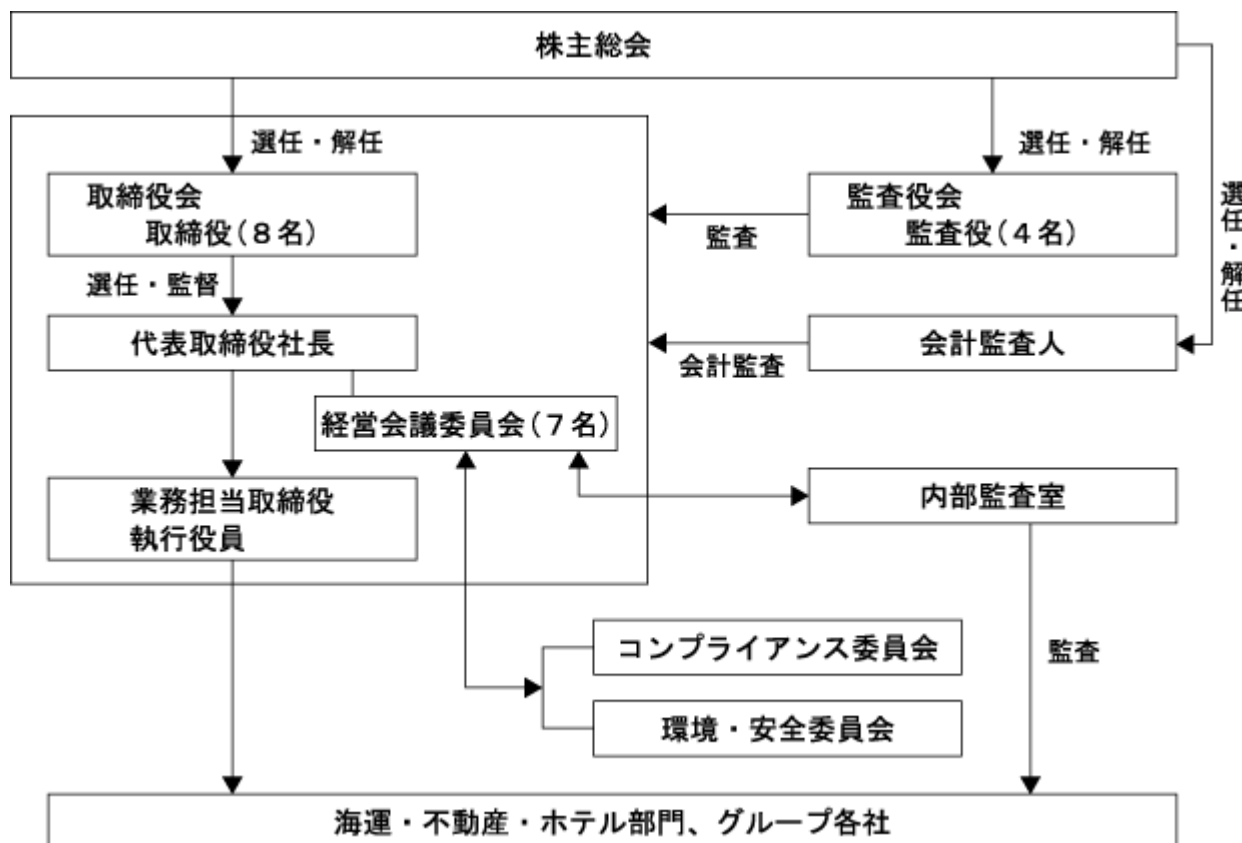 株主総会
選任・解任
選任・解任
選任・解任
取締役会
取締役(8名)
監査役会
監査役(4名)
監査
選任・監督
代表取締役社長
会計監査人
会計監査
経営会議委員会(7名)
業務担当取締役
執行役員
内部監査室
コンプライアンス委員会
監査
環境・安全委員会
海運・不動産・ホテル部門、グループ各社